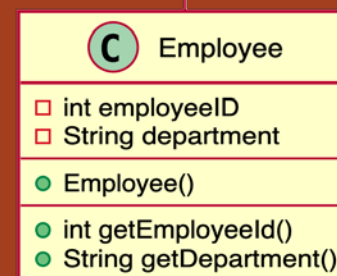 C Employee
int employeeID
String department
Employee()
int getEmployeeId()
String getDepartment()